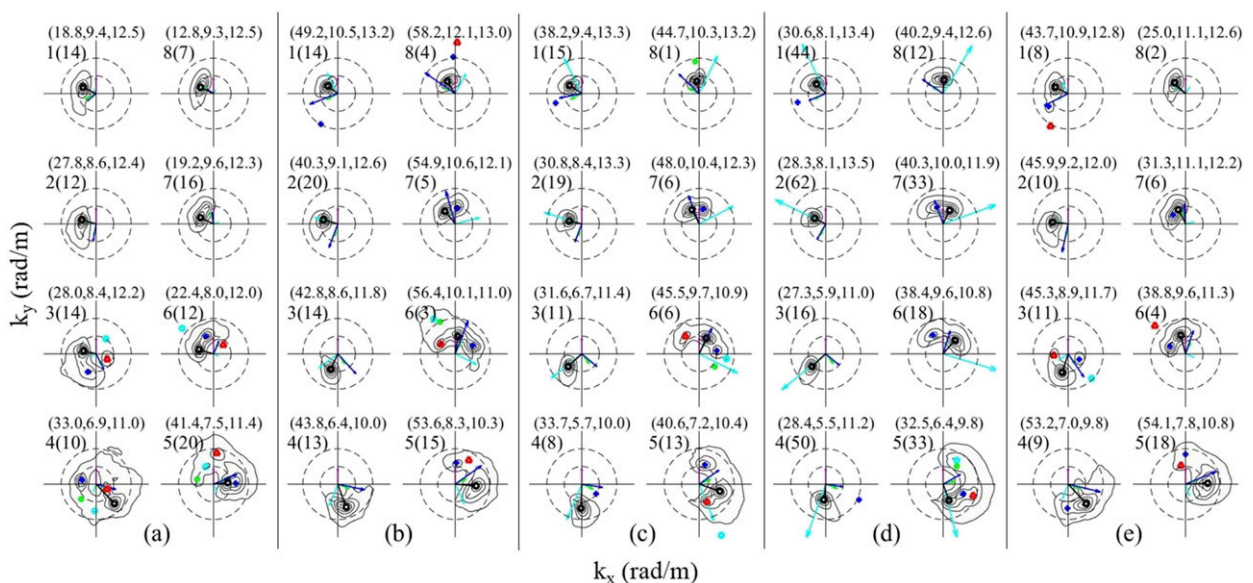 (18.8,9.4,12.5) (12.8,9.3,12.5) (49.2,10.5,13.2) (58.2,12.1,13.0) (38.2,9.4,13.3) (44.7,10.3,13.2) (30.6,8.1,13.4) (40.2,9.4,12.6) (43.7,10.9,12.8) (25.0,11.1,12.6)
1(14) 8(7) 1(14) 8(4) 1(15) 8(1) 1(44) 8(12) 1(8) 8(2)
(27.8,8.6,12.4) (19.2,9.6,12.3) (40.3,9.1,12.6) (54.9,10.6,12.1) (30.8,8.4,13.3) (48.0,10.4,12.3) (28.3,8.1,13.5) (40.3,10.0,11.9) (45.9,9.2,12.0) (31.3,11.1,12.2)
2(12) 7(16) 2(20) 7(5) 2(19) 7(6) 2(62) 7(33) 2(10) 7(6)
(28.0,8.4,12.2) (22.4,8.0,12.0) (42.8,8.6,11.8) (56.4,10.1,11.0) (31.6,6.7,11.4) (45.5,9.7,10.9) (27.3,5.9,11.0) (38.4,9.6,10.8) (45.3,8.9,11.7) (38.8,9.6,11.3)
3(14) 6(12) 3(14) 6(3) 3(11) 6(6) 3(16) 6(18) 3(11) 6(4)
(33.0,6.9,11.0) (41.4,7.5,11.4) (43.8,6.4,10.0) (53.6,8.3,10.3) (33.7,5.7,10.0) (40.6,7.2,10.4) (28.4,5.5,11.2) (32.5,6.4,9.8) (53.2,7.0,9.8) (54.1,7.8,10.8)
4(10) 5(20) 4(13) 5(15) 4(8) 5(13) 4(50) 5(33) 4(9) 5(18)
(a) (b) (c) (d) (e)
k_x (rad/m)
k_y (rad/m)